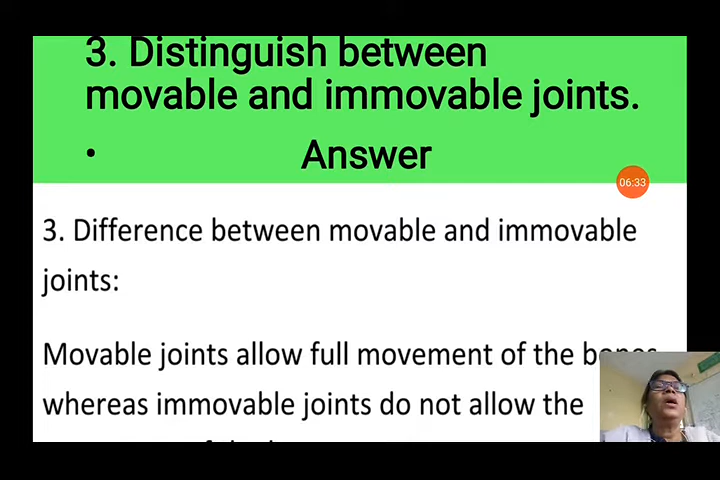 3. Distinguish between
movable and immovable joints.
• Answer
06:33
3. Difference between movable and immovable
joints:
Movable joints allow full movement of the bones
whereas immovable joints do not allow the